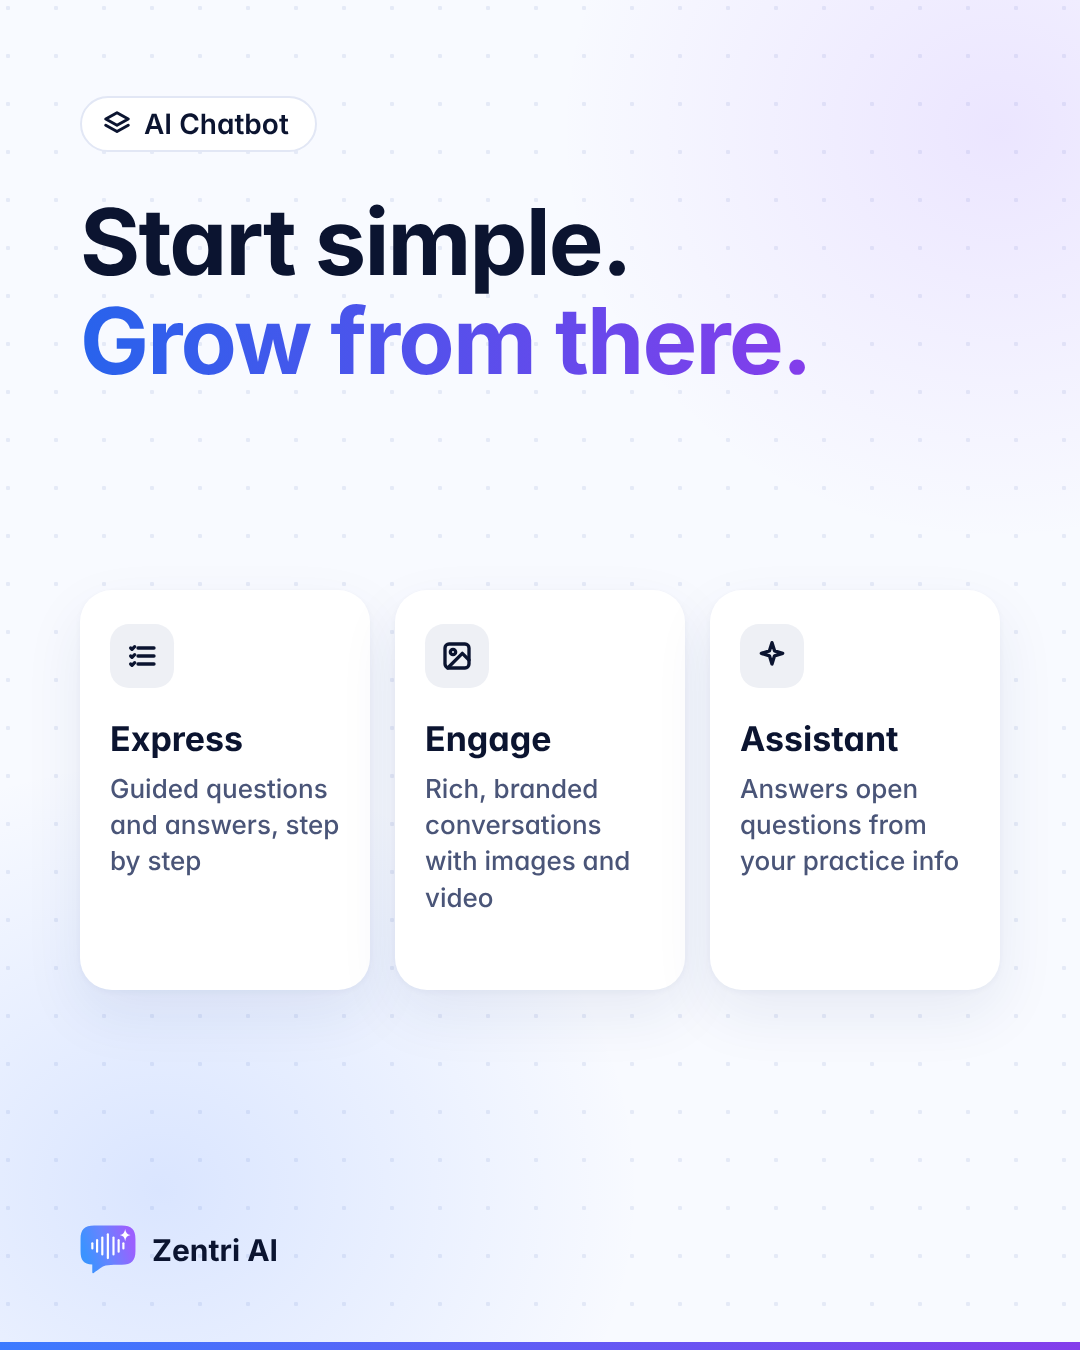 AI Chatbot
Start simple.
Grow from there.
Express
Guided questions
and answers, step
by step
Engage
Rich, branded
conversations
with images and
video
Assistant
Answers open
questions from
your practice info
Zentri AI